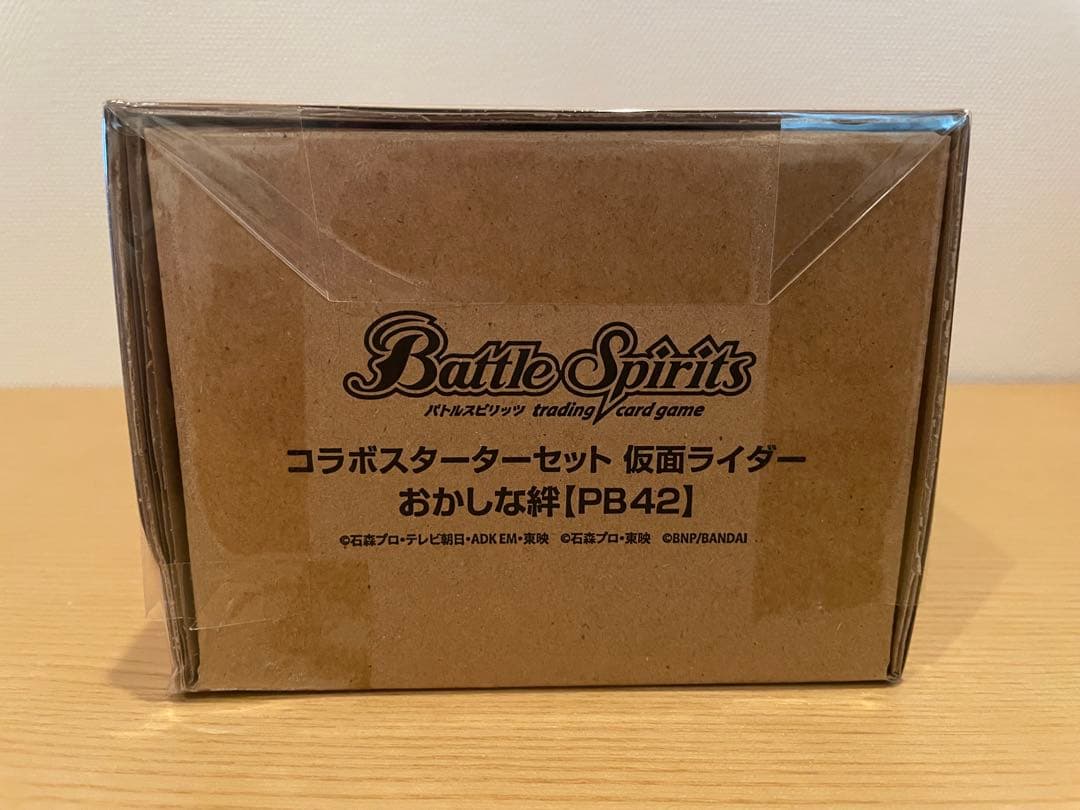 Battle Spirits
バトルスピリッツ trading card game
コラボスターターセット 仮面ライダー
おかしな絆【PB42】
©石森プロ・テレビ朝日・ADK EM・東映 ©石森プロ・東映 ©BNP/BANDAI